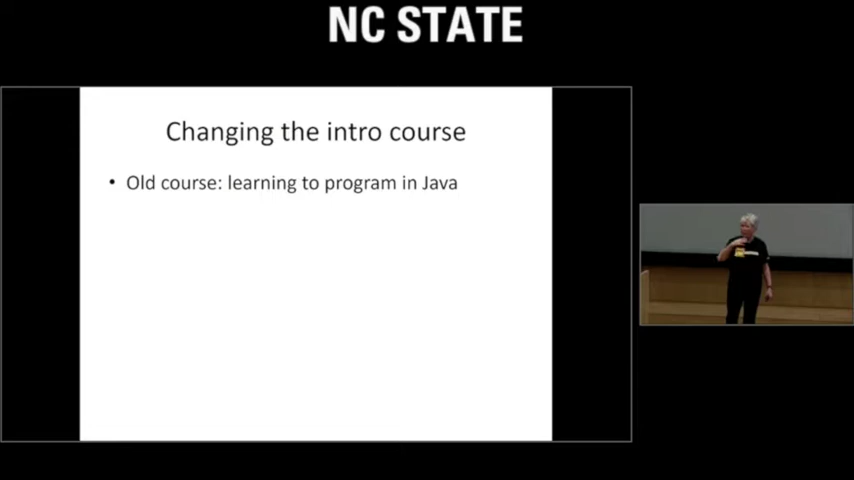 NC STATE
Changing the intro course
• Old course: learning to program in Java